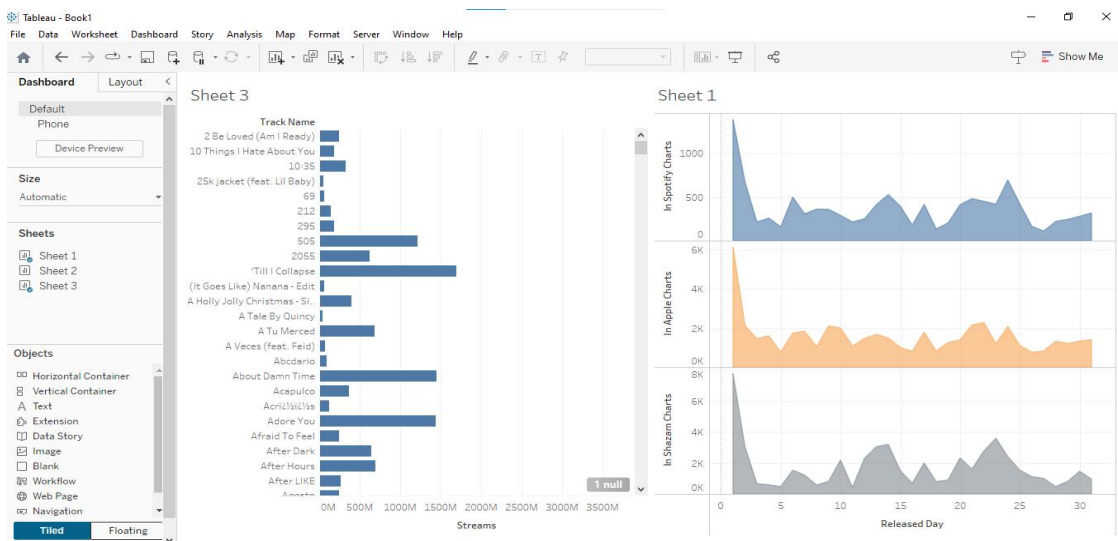 Tableau - Book1
File Data Worksheet Dashboard Story Analysis Map Format Server Window Help
Show Me
Dashboard Layout
Default
Phone
Device Preview
Size
Automatic
Sheets
Sheet 1
Sheet 2
Sheet 3
Objects
Horizontal Container
Vertical Container
Text
Extension
Data Story
Image
Blank
Workflow
Web Page
Navigation
Tiled Floating
Sheet 3
Track Name
2 Be Loved (Am I Ready)
10 Things I Hate About You
10:35
25k jacket (feat. Lil Baby)
69
212
295
505
2055
'Till I Collapse
(It Goes Like) Nanana - Edit
A Holly Jolly Christmas - Si..
A Tale By Quincy
A Tu Merced
A Veces (feat. Feid)
Abcdario
About Damn Time
Acapulco
Acrï¿½ï¿½s
Adore You
Afraid To Feel
After Dark
After Hours
After LIKE
Agosto
1 null
0M 500M 1000M 1500M 2000M 2500M 3000M 3500M
Streams
Sheet 1
In Spotify Charts
1000
500
0
In Apple Charts
6K
4K
2K
0K
In Shazam Charts
8K
6K
4K
2K
0K
0 5 10 15 20 25 30
Released Day